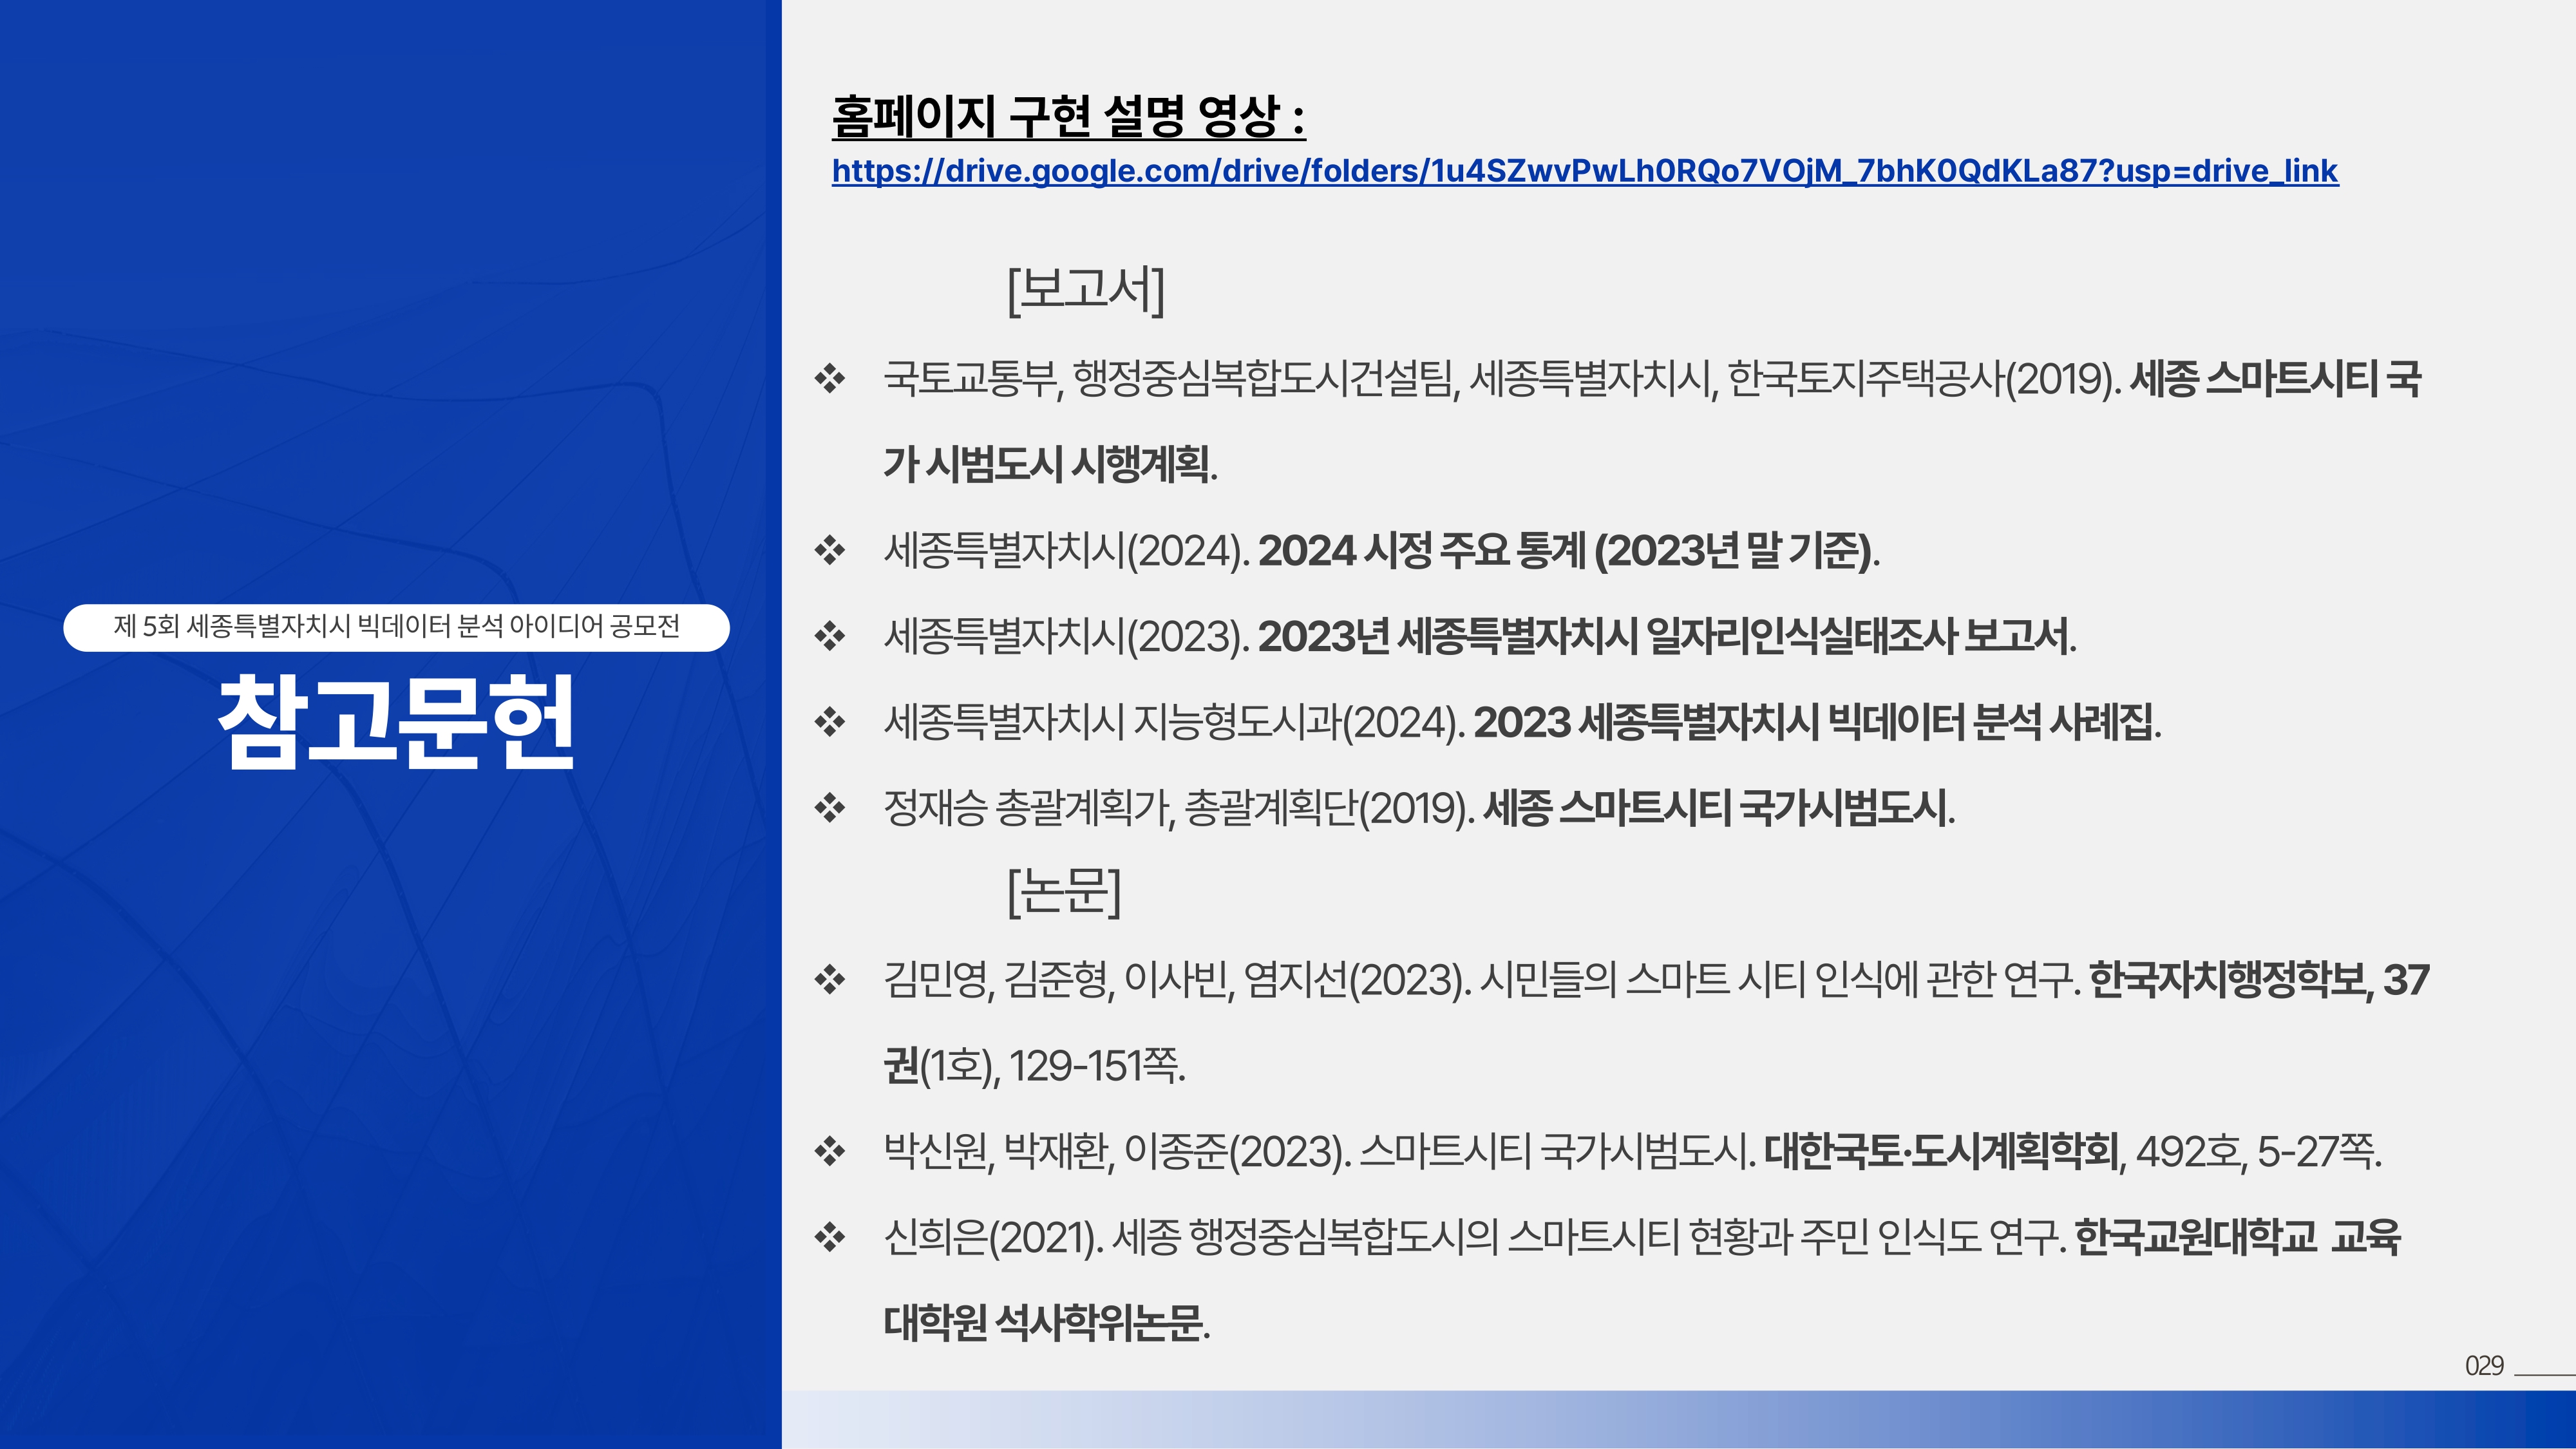 제 5회 세종특별자치시 빅데이터 분석 아이디어 공모전
참고문헌
홈페이지 구현 설명 영상 :
https://drive.google.com/drive/folders/1u4SZwvPwLh0RQo7VOjM_7bhK0QdKLa87?usp=drive_link
[보고서]
❖ 국토교통부, 행정중심복합도시건설팀, 세종특별자치시, 한국토지주택공사(2019). 세종 스마트시티 국
가 시범도시 시행계획.
❖ 세종특별자치시(2024). 2024 시정 주요 통계 (2023년 말 기준).
❖ 세종특별자치시(2023). 2023년 세종특별자치시 일자리인식실태조사 보고서.
❖ 세종특별자치시 지능형도시과(2024). 2023 세종특별자치시 빅데이터 분석 사례집.
❖ 정재승 총괄계획가, 총괄계획단(2019). 세종 스마트시티 국가시범도시.
[논문]
❖ 김민영, 김준형, 이사빈, 염지선(2023). 시민들의 스마트 시티 인식에 관한 연구. 한국자치행정학보, 37
권(1호), 129-151쪽.
❖ 박신원, 박재환, 이종준(2023). 스마트시티 국가시범도시. 대한국토·도시계획학회, 492호, 5-27쪽.
❖ 신희은(2021). 세종 행정중심복합도시의 스마트시티 현황과 주민 인식도 연구. 한국교원대학교 교육
대학원 석사학위논문.
029